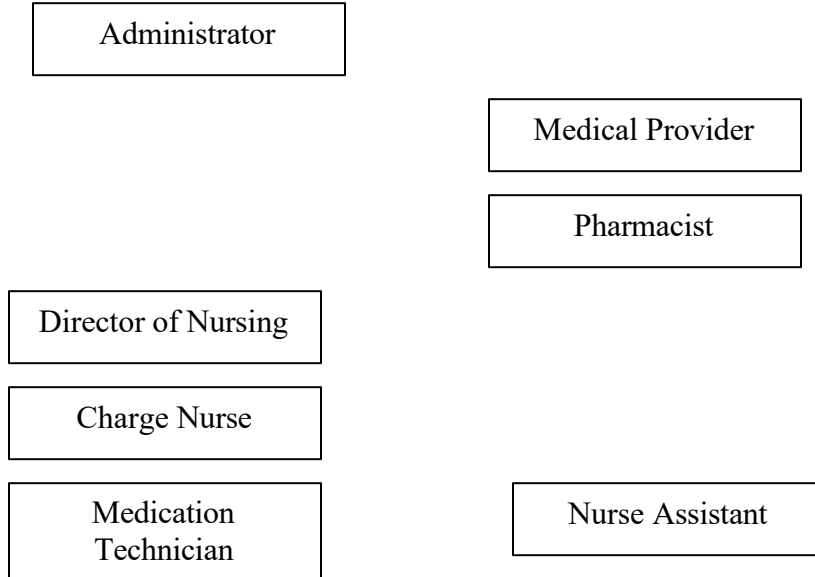 Administrator
Medical Provider
Pharmacist
Director of Nursing
Charge Nurse
Medication
Technician
Nurse Assistant